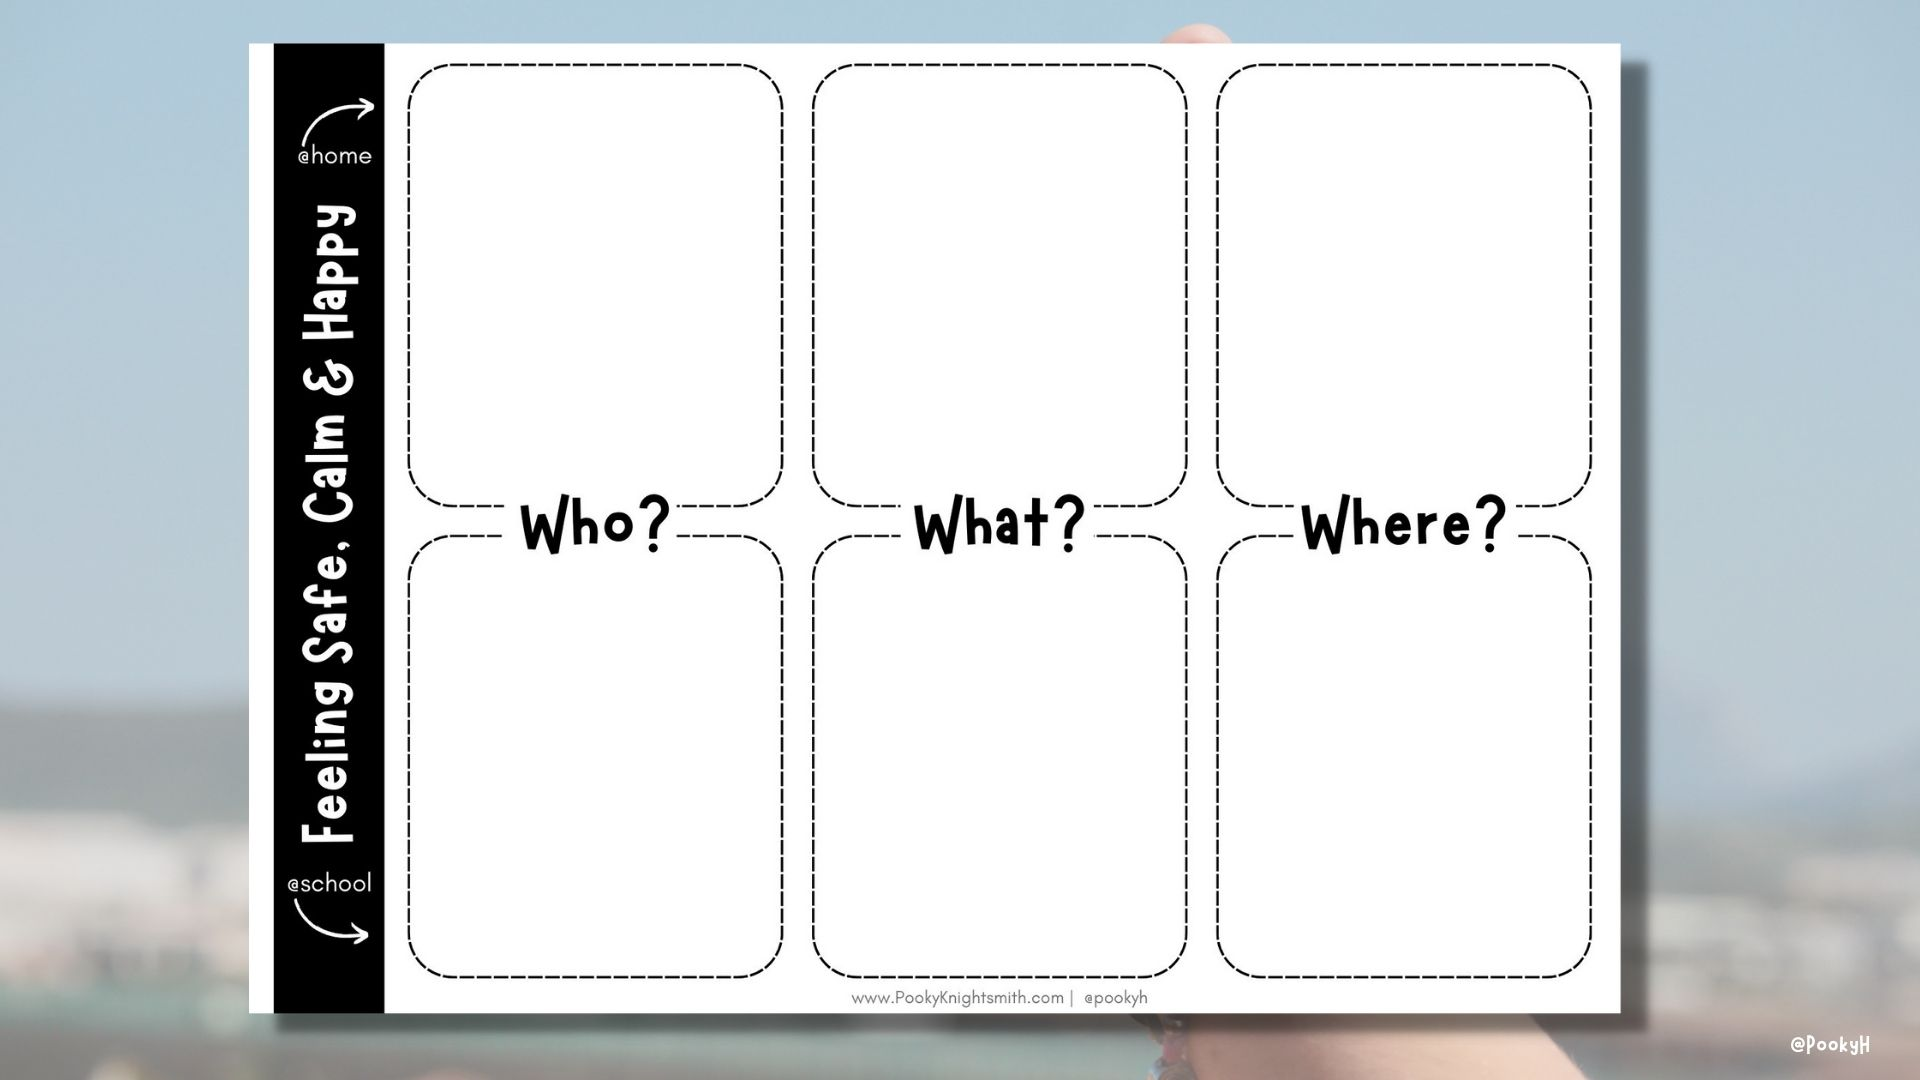 @home
Feeling Safe, Calm & Happy
@school
Who?
What?
Where?
www.PookyKnightsmith.com | @pookyh
@PookyH